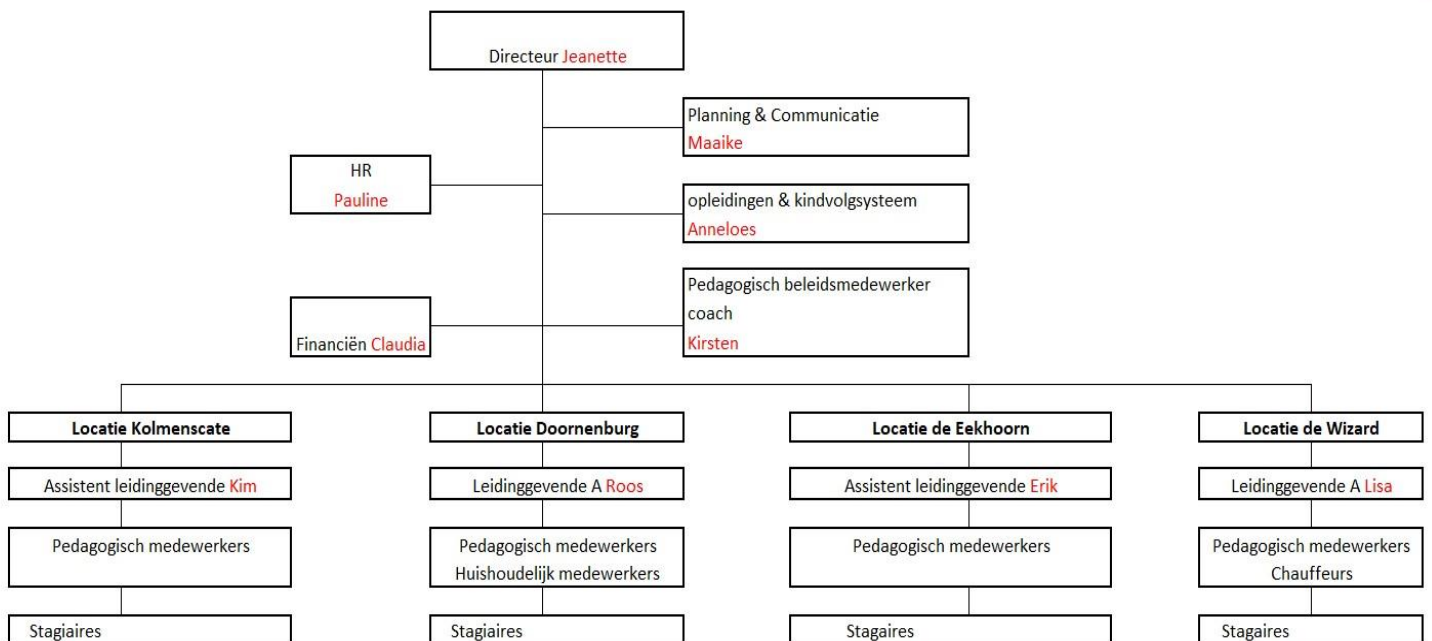 Directeur Jeanette
Planning & Communicatie
Maaike
HR
Pauline
opleidingen & kindvolgsysteem
Anneloes
Pedagogisch beleidsmedewerker
coach
Kirsten
Financiën Claudia
Locatie Kolmenscate
Locatie Doornenburg
Locatie de Eekhoorn
Locatie de Wizard
Assistent leidinggevende Kim
Leidinggevende A Roos
Assistent leidinggevende Erik
Leidinggevende A Lisa
Pedagogisch medewerkers
Pedagogisch medewerkers
Huishoudelijk medewerkers
Pedagogisch medewerkers
Pedagogisch medewerkers
Chauffeurs
Stagiaires
Stagiaires
Stagaires
Stagaires